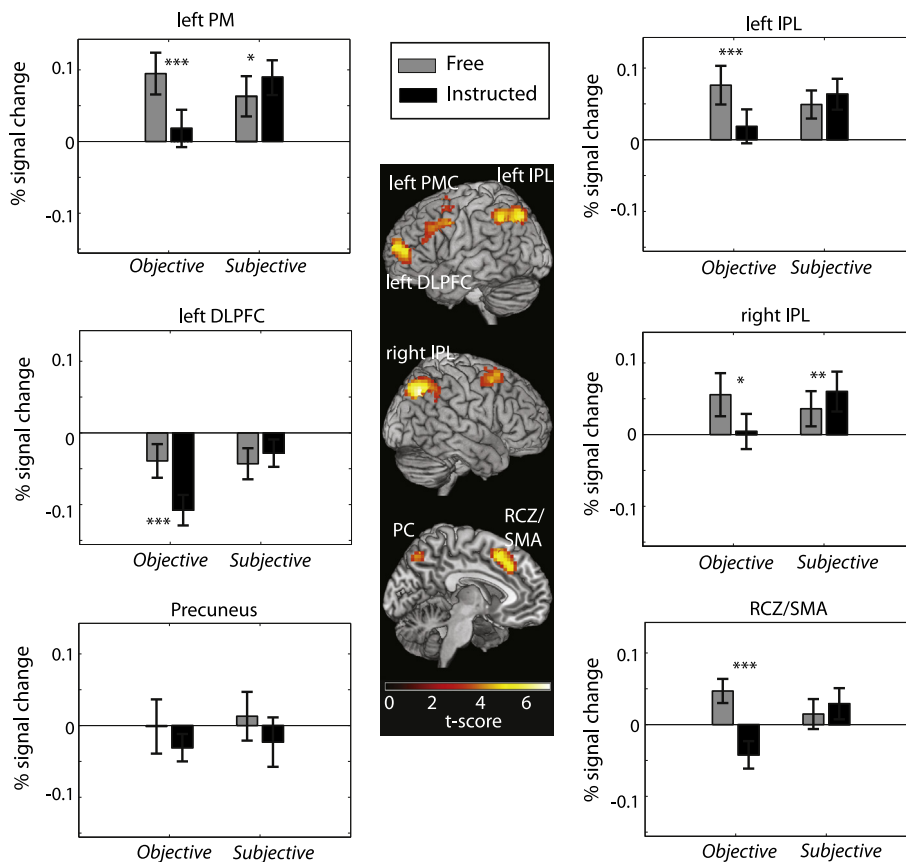 left PM
% signal change
0.1
0
-0.1
***
*
Objective Subjective
Free
Instructed
left IPL
% signal change
0.1
0
-0.1
***
Objective Subjective
left PMC left IPL
left DLPFC
right IPL
PC RCZ/
SMA
0 2 4 6
t-score
left DLPFC
% signal change
0.1
0
-0.1
***
Objective Subjective
right IPL
% signal change
0.1
0
-0.1
*
**
Objective Subjective
Precuneus
% signal change
0.1
0
-0.1
Objective Subjective
RCZ/SMA
% signal change
0.1
0
-0.1
***
Objective Subjective